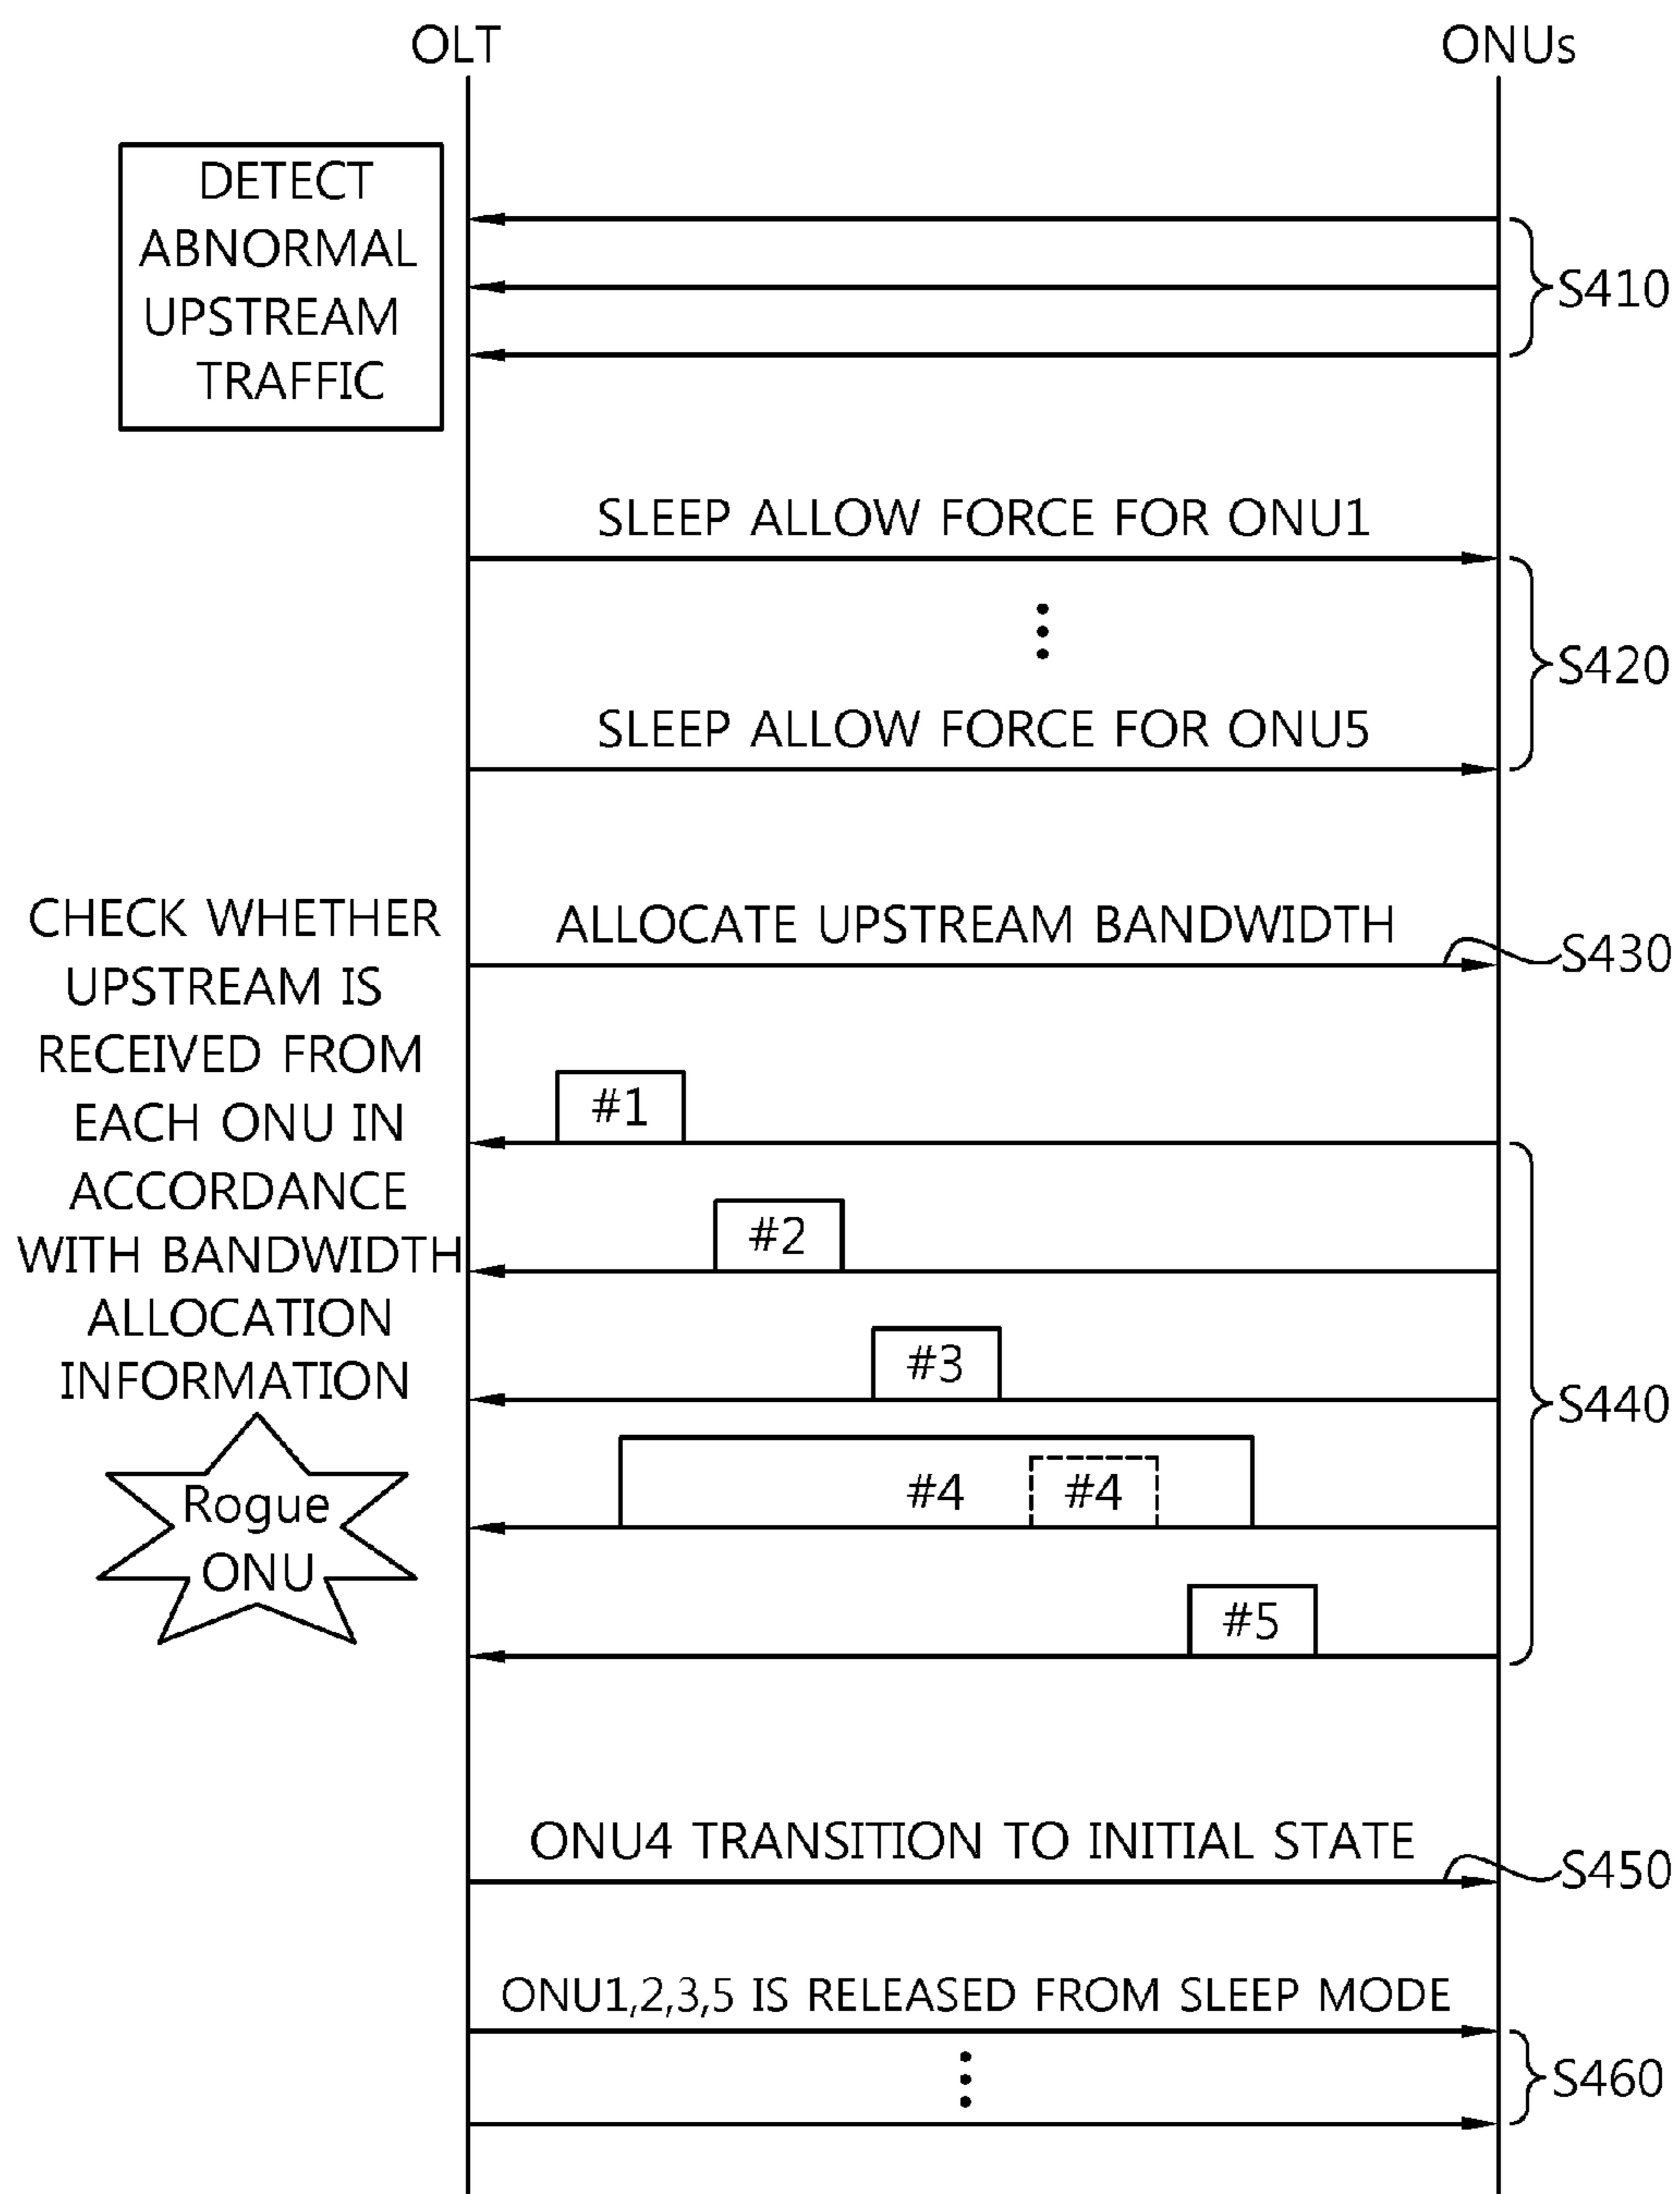 OLT
ONUs
DETECT
ABNORMAL
UPSTREAM
TRAFFIC
S410
SLEEP ALLOW FORCE FOR ONU1
S420
SLEEP ALLOW FORCE FOR ONU5
CHECK WHETHER
UPSTREAM IS
RECEIVED FROM
EACH ONU IN
ACCORDANCE
WITH BANDWIDTH
ALLOCATION
INFORMATION
ALLOCATE UPSTREAM BANDWIDTH
S430
#1
#2
#3
#4 #4
#5
S440
Rogue
ONU
ONU4 TRANSITION TO INITIAL STATE
S450
ONU1,2,3,5 IS RELEASED FROM SLEEP MODE
S460